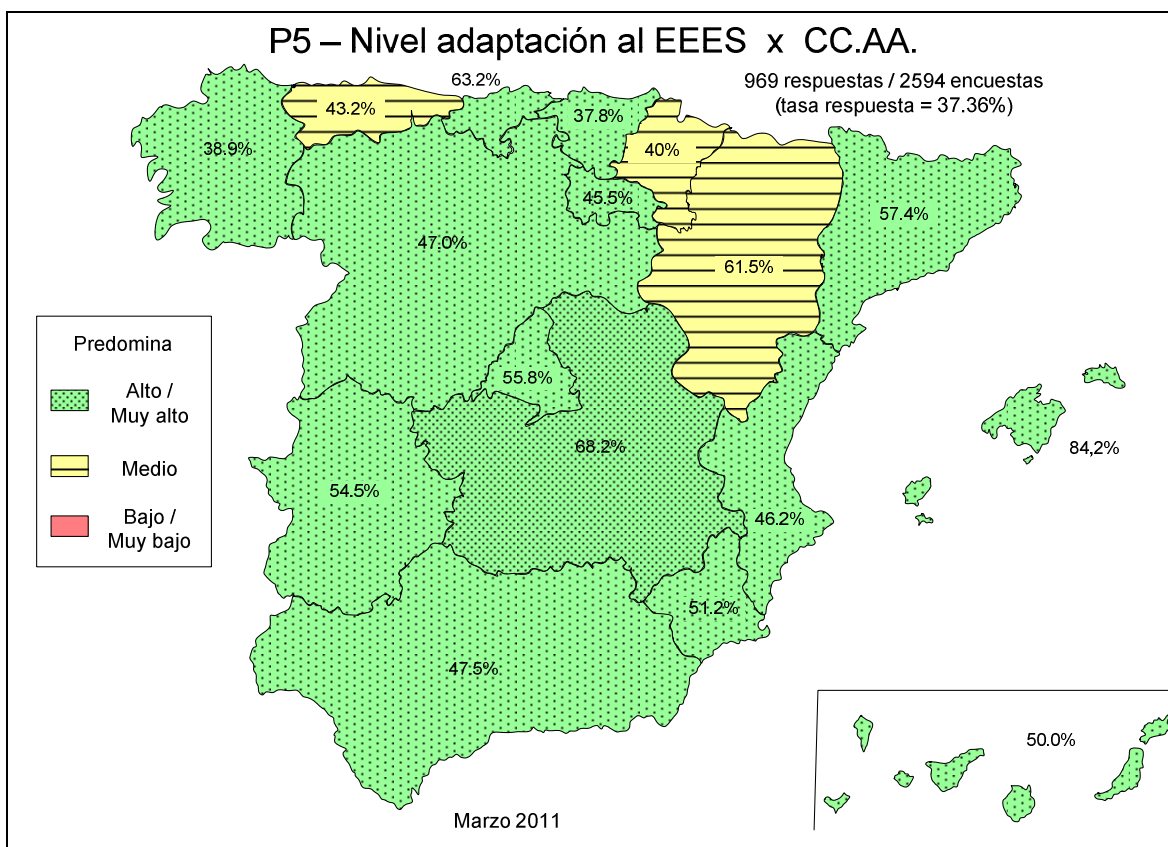 P5 – Nivel adaptación al EEES x CC.AA.
969 respuestas / 2594 encuestas
(tasa respuesta = 37.36%)
63.2%
43.2%
37.8%
38.9%
40%
45.5%
57.4%
47.0%
61.5%
Predomina
Alto /
Muy alto
Medio
Bajo /
Muy bajo
55.8%
68.2%
84,2%
54.5%
46.2%
51.2%
47.5%
50.0%
Marzo 2011